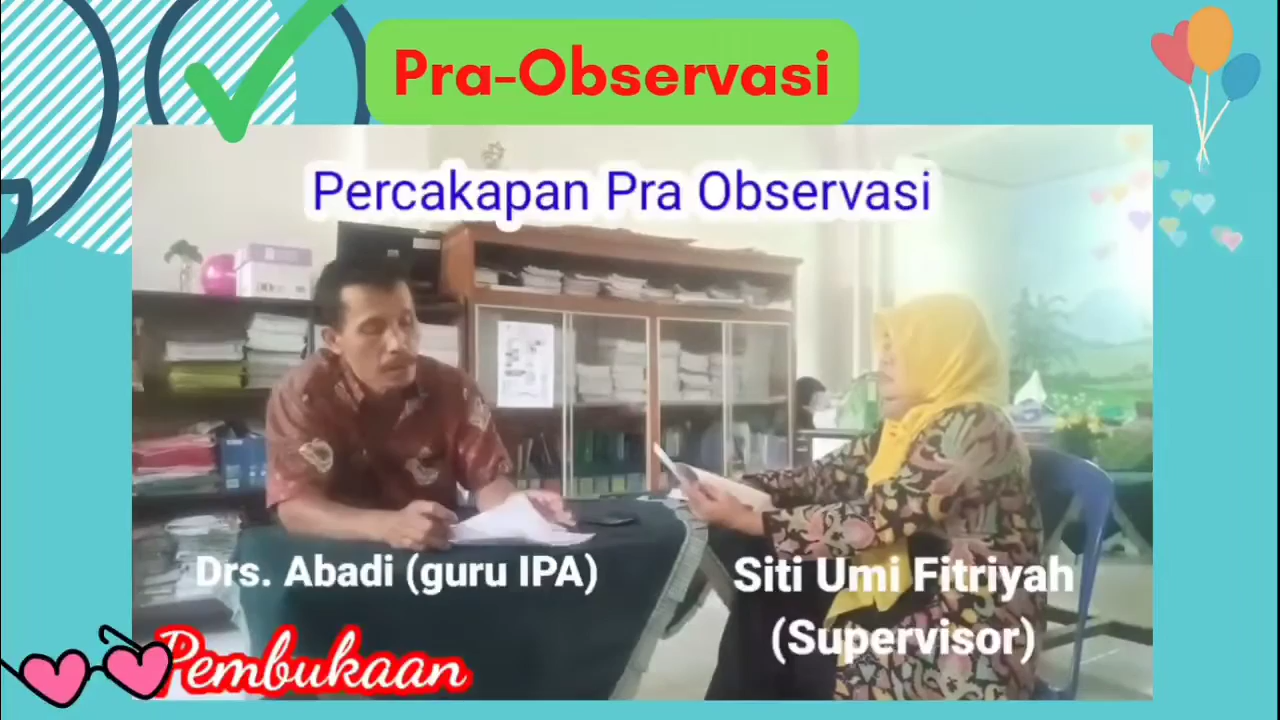 Pra-Observasi
Percakapan Pra Observasi
Drs. Abadi (guru IPA)
Siti Umi Fitriyah
(Supervisor)
Pembukaan